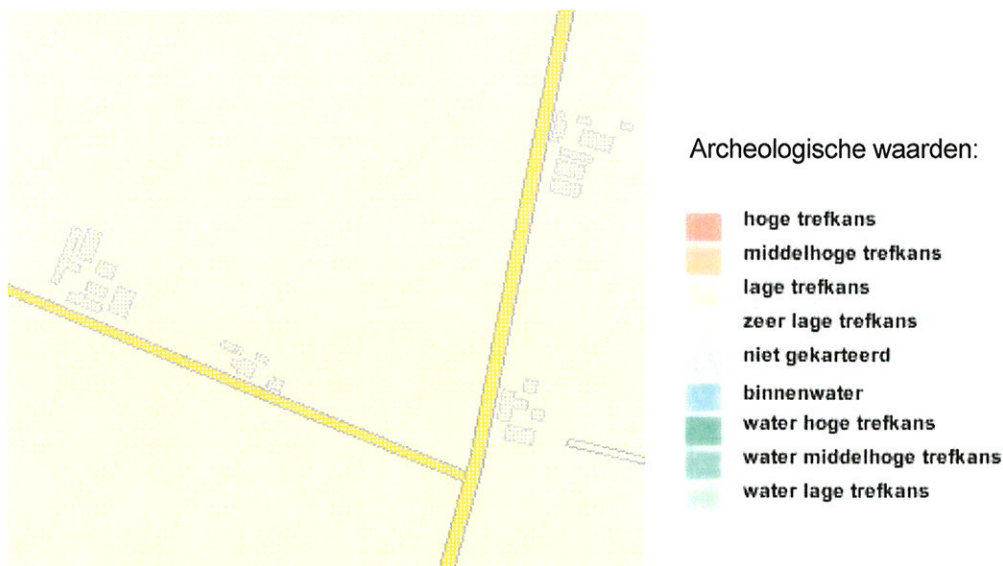 Archeologische waarden:
hoge trefkans
middelhoge trefkans
lage trefkans
zeer lage trefkans
niet gekarteerd
binnenwater
water hoge trefkans
water middelhoge trefkans
water lage trefkans